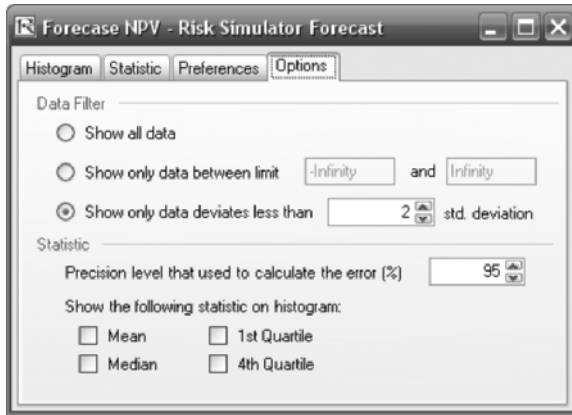 Forecase NPV - Risk Simulator Forecast
Histogram Statistic Preferences Options
Data Filter
Show all data
Show only data between limit -Infinity and Infinity
Show only data deviates less than 2 std. deviation
Statistic
Precision level that used to calculate the error (%) 95
Show the following statistic on histogram:
Mean 1st Quartile
Median 4th Quartile